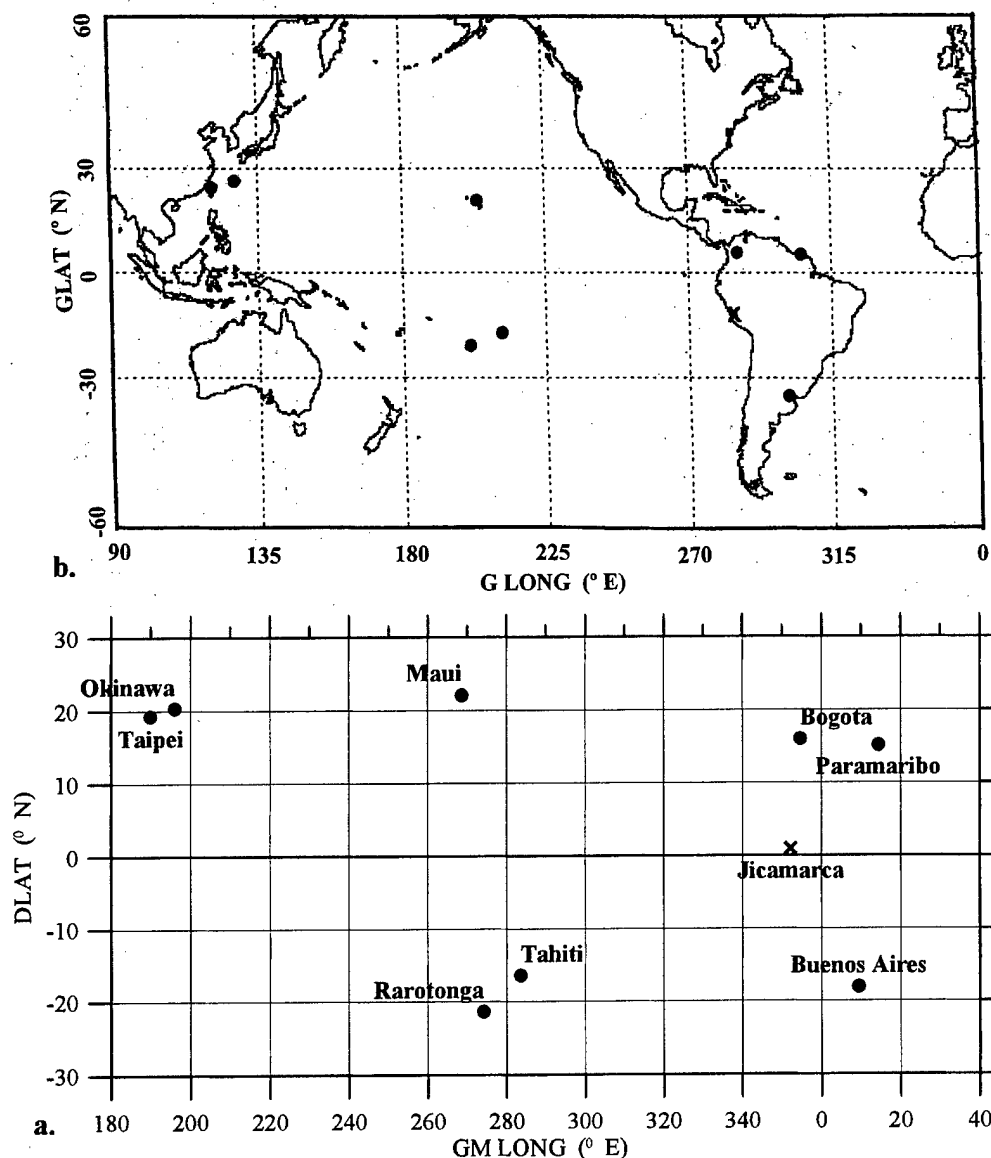 60
30
0
-30
-60
GLAT (° N)
90 135 180 225 270 315 0
b.
G LONG (° E)
30
20
10
0
-10
-20
-30
DLAT (° N)
Okinawa
Taipei
Maui
Bogota
Paramaribo
Jicamarca
Tahiti
Rarotonga
Buenos Aires
180 200 220 240 260 280 300 320 340 0 20 40
a.
GM LONG (° E)